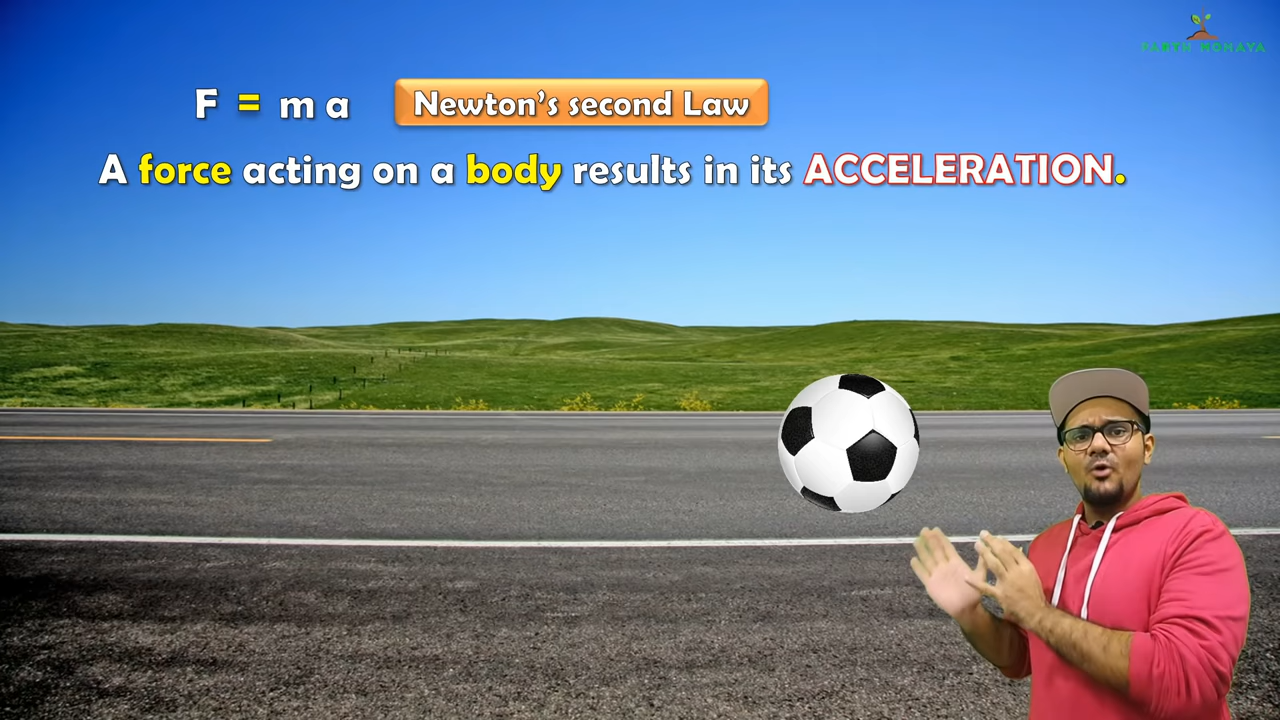 PARTH MOMAYA
F = m a Newton's second Law
A force acting on a body results in its ACCELERATION.